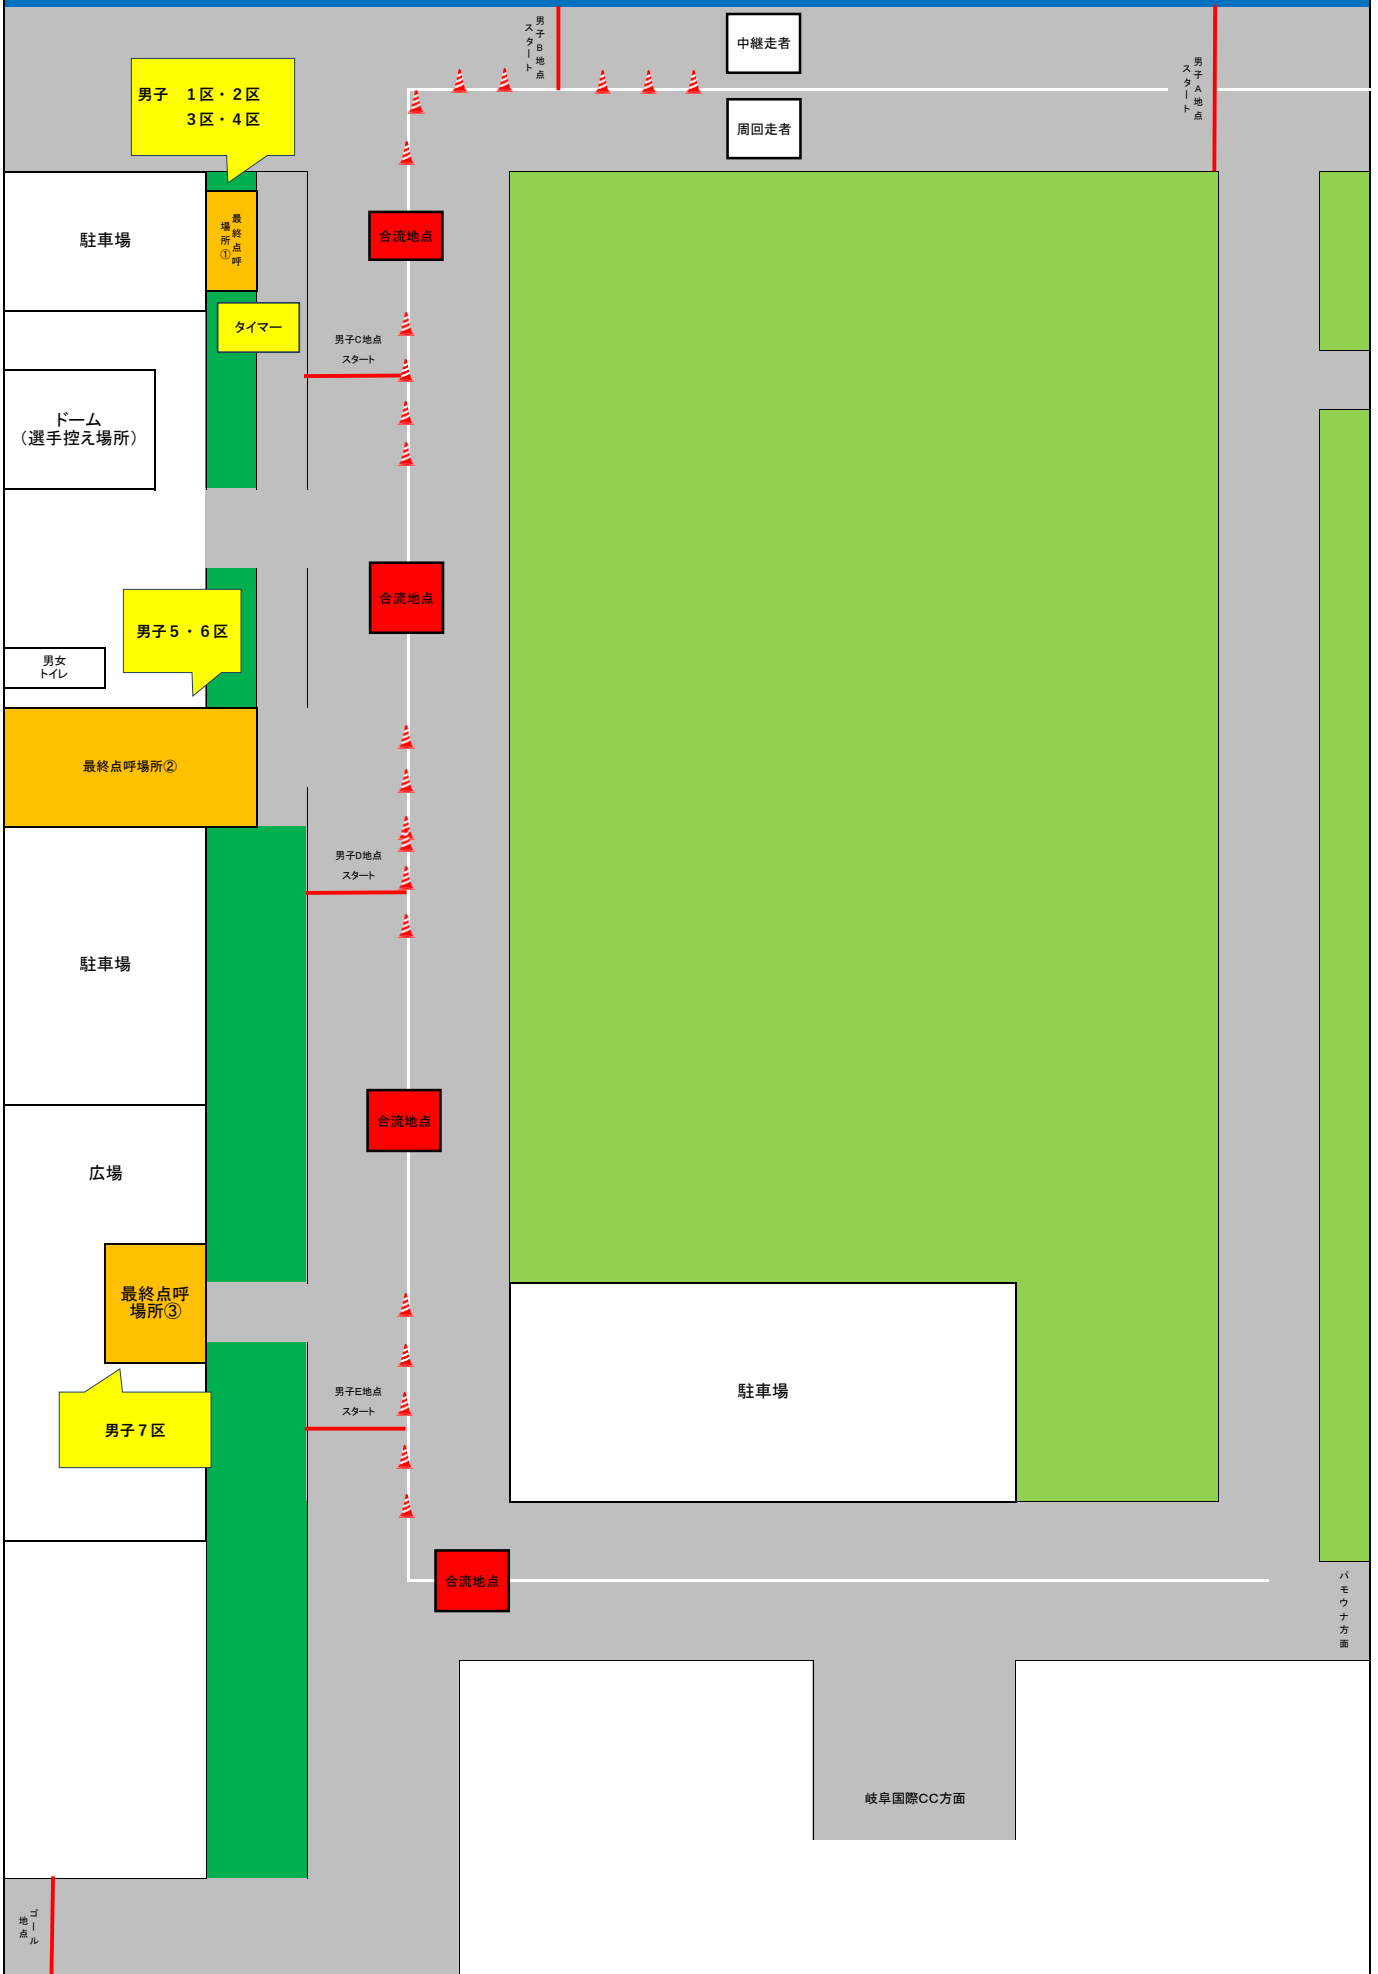 男子B地点
スタート
中継走者
男子A地点
スタート
男子　1区・2区
3区・4区
周回走者
駐車場
最終点呼
場所①
合流地点
タイマー
男子C地点
スタート
ドーム
（選手控え場所）
合流地点
男子5・6区
男女
トイレ
最終点呼場所②
男子D地点
スタート
駐車場
合流地点
広場
最終点呼
場所③
男子E地点
スタート
駐車場
男子7区
合流地点
パモウナ方面
岐阜国際CC方面
ゴール
地点